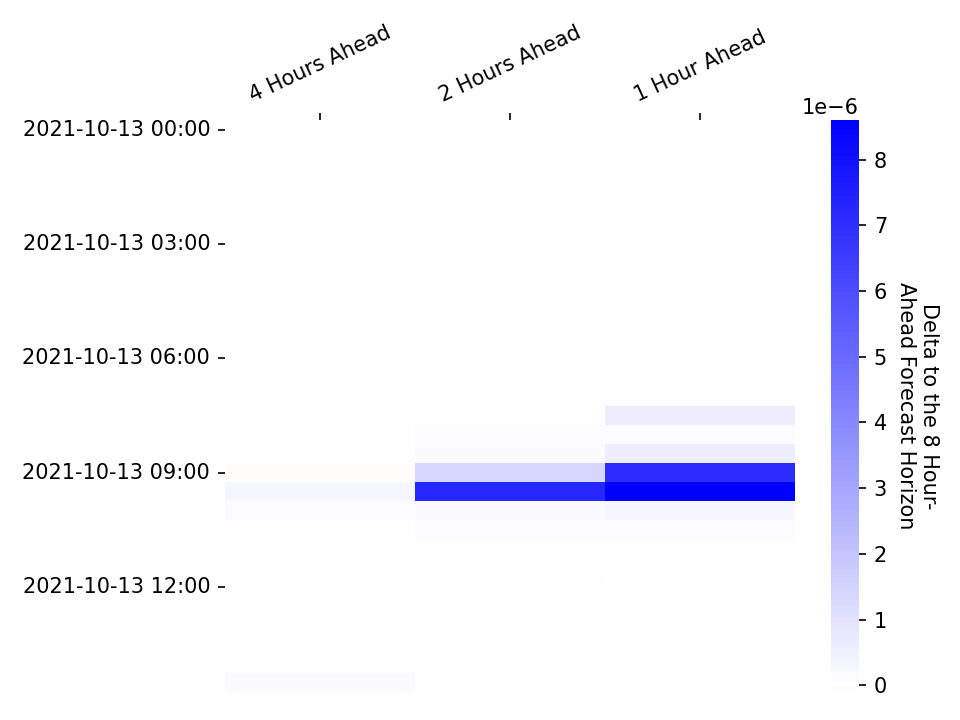 4 Hours Ahead
2 Hours Ahead
1 Hour Ahead
1e−6
2021-10-13 00:00
2021-10-13 03:00
2021-10-13 06:00
2021-10-13 09:00
2021-10-13 12:00
8
7
6
5
4
3
2
1
0
Delta to the 8 Hour-
Ahead Forecast Horizon